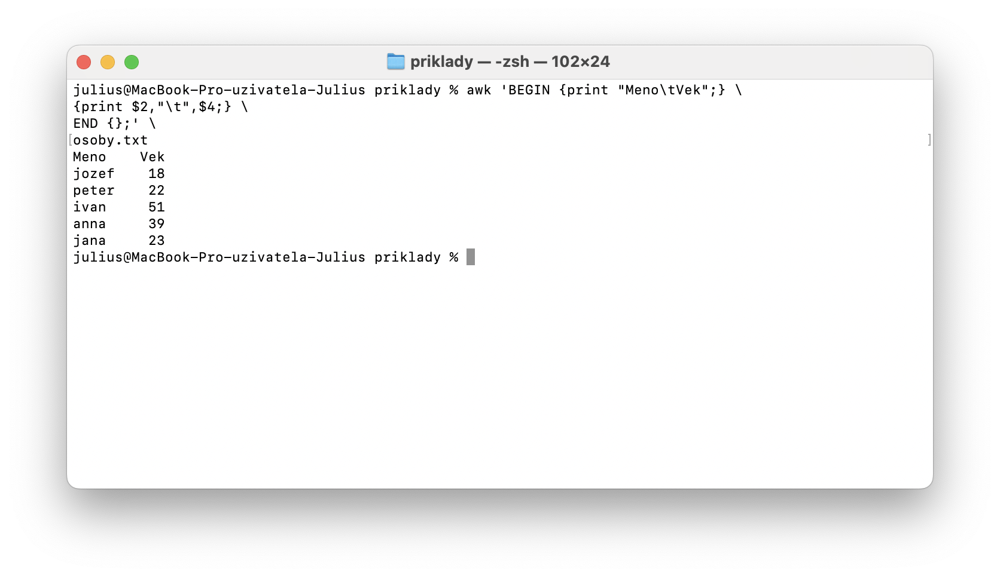 priklady — -zsh — 102×24
julius@MacBook-Pro-uzivatela-Julius priklady % awk 'BEGIN {print "Meno\tVek";} \
{print $2,"\t",$4;} \
END {};' \
[osoby.txt ]
Meno    Vek
jozef    18
peter    22
ivan     51
anna     39
jana     23
julius@MacBook-Pro-uzivatela-Julius priklady %